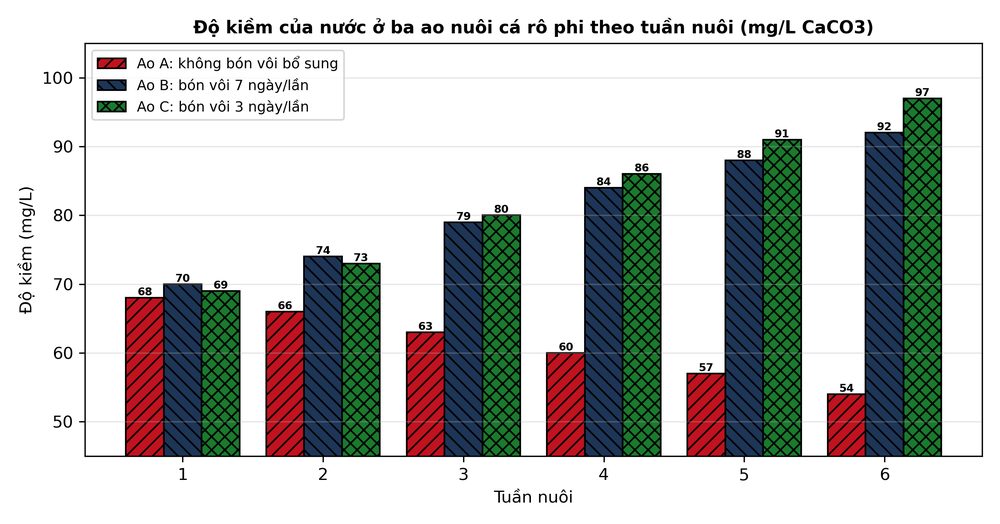 Độ kiềm của nước ở ba ao nuôi cá rô phi theo tuần nuôi (mg/L CaCO3)
Ao A: không bón vôi bổ sung
Ao B: bón vôi 7 ngày/lần
Ao C: bón vôi 3 ngày/lần
Độ kiềm (mg/L)
100
90
80
70
60
50
68 70 69
66 74 73
63 79 80
60 84 86
57 88 91
54 92 97
1 2 3 4 5 6
Tuần nuôi